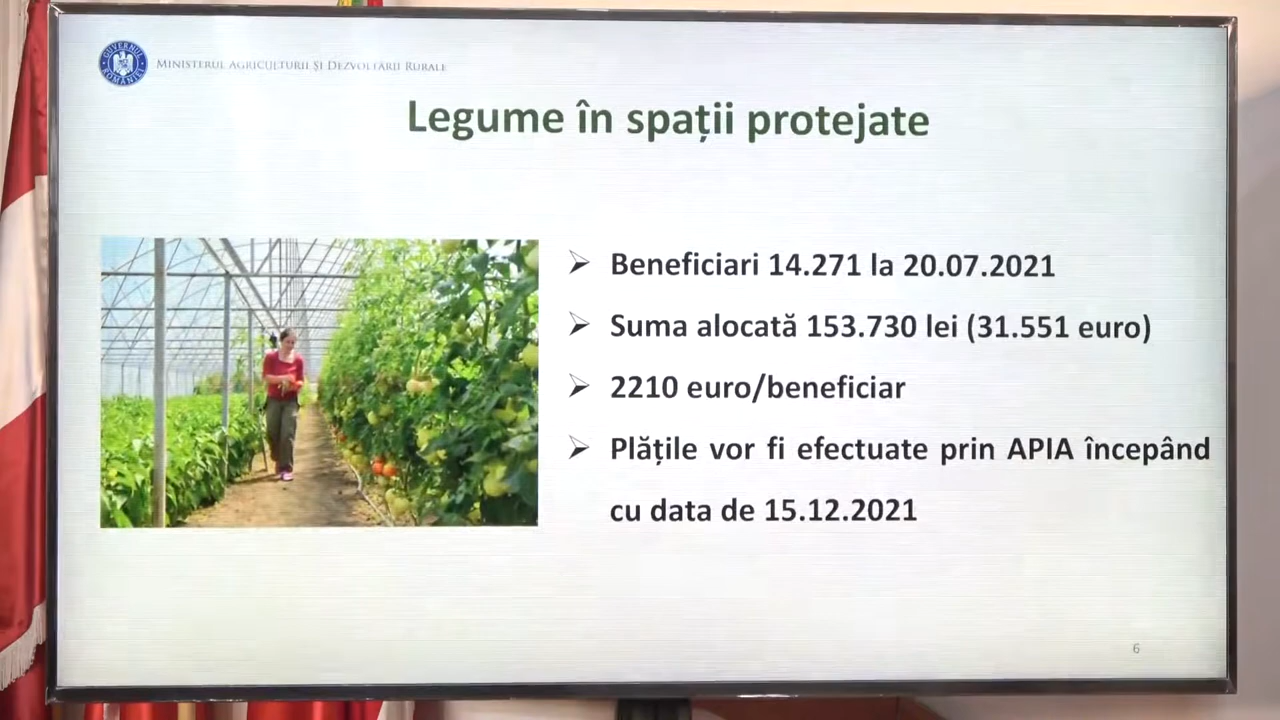 GUVERNUL ROMÂNIEI
MINISTERUL AGRICULTURII ȘI DEZVOLTĂRII RURALE
Legume în spații protejate
Beneficiari 14.271 la 20.07.2021
Suma alocată 153.730 lei (31.551 euro)
2210 euro/beneficiar
Plățile vor fi efectuate prin APIA începând
cu data de 15.12.2021
6